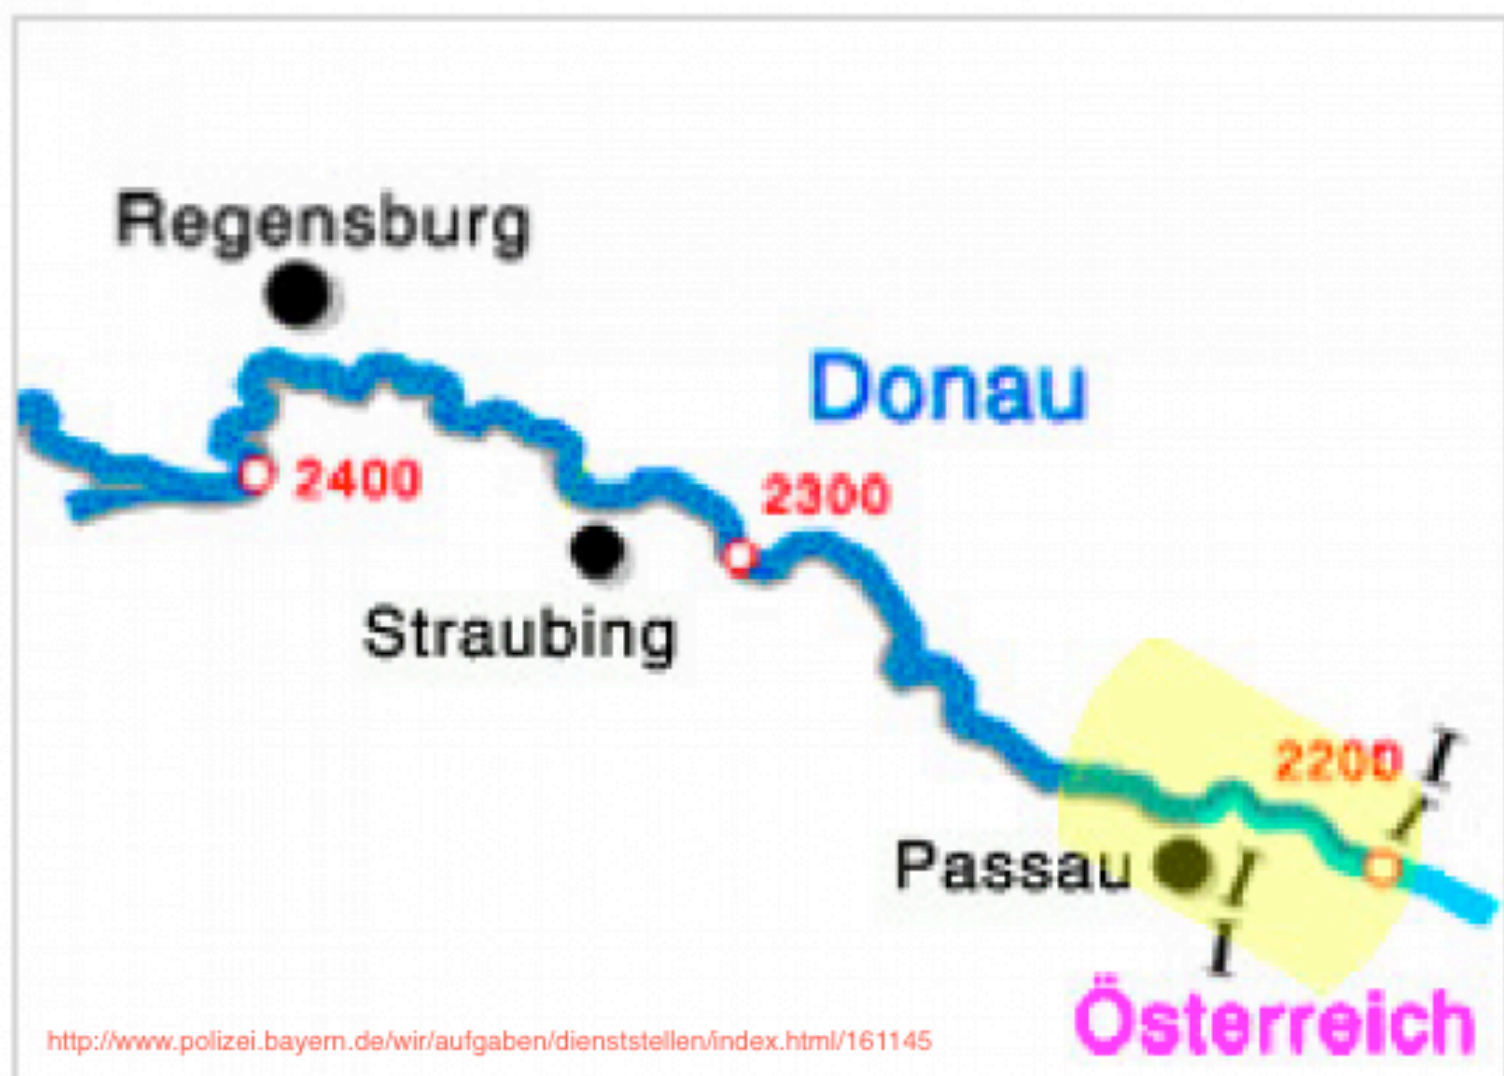 Regensburg
Donau
2400
2300
Straubing
2200
Passau
Österreich
http://www.polizei.bayern.de/wir/aufgaben/dienststellen/index.html/161145